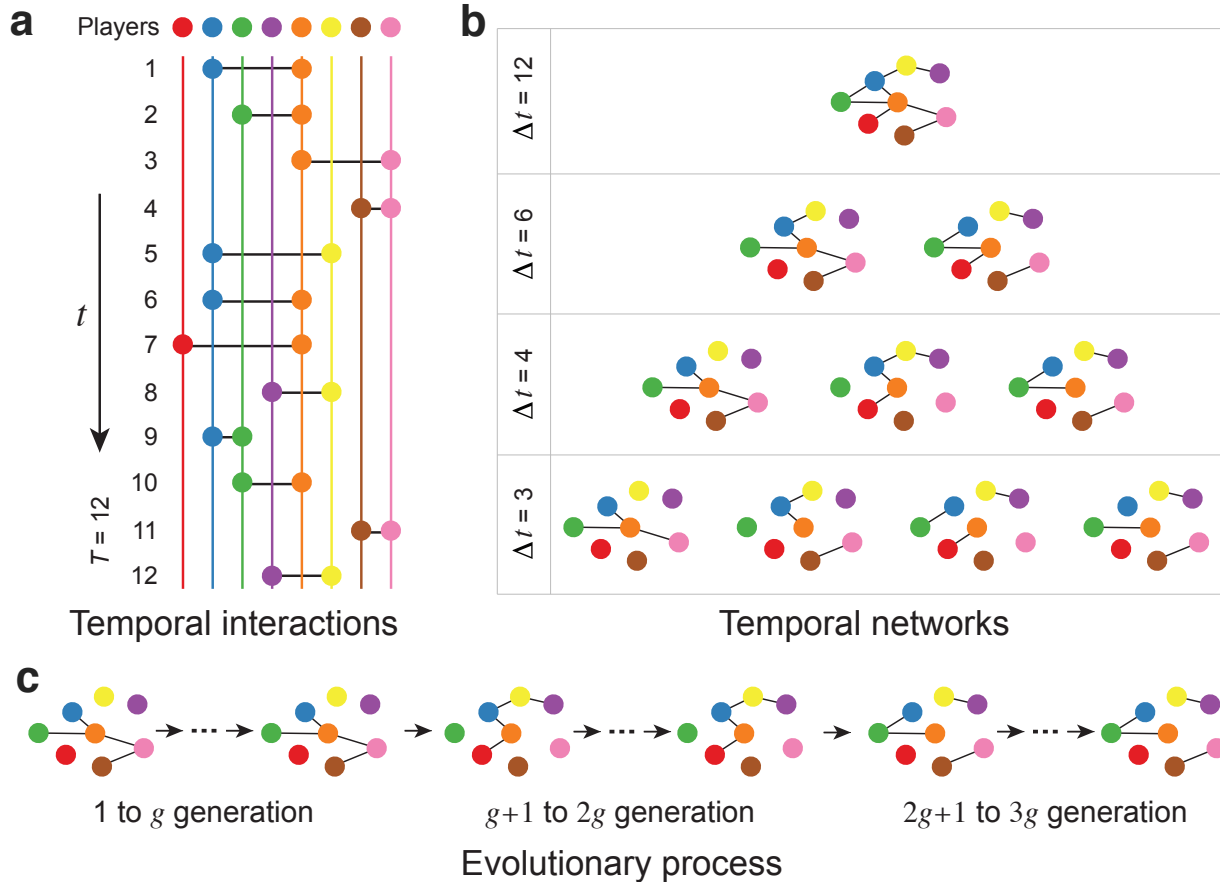 a
Players
1
2
3
4
5
6
7
8
9
10
11
12
t
T = 12
Temporal interactions
b
Δt = 12
Δt = 6
Δt = 4
Δt = 3
Temporal networks
c
1 to g generation
g+1 to 2g generation
2g+1 to 3g generation
Evolutionary process